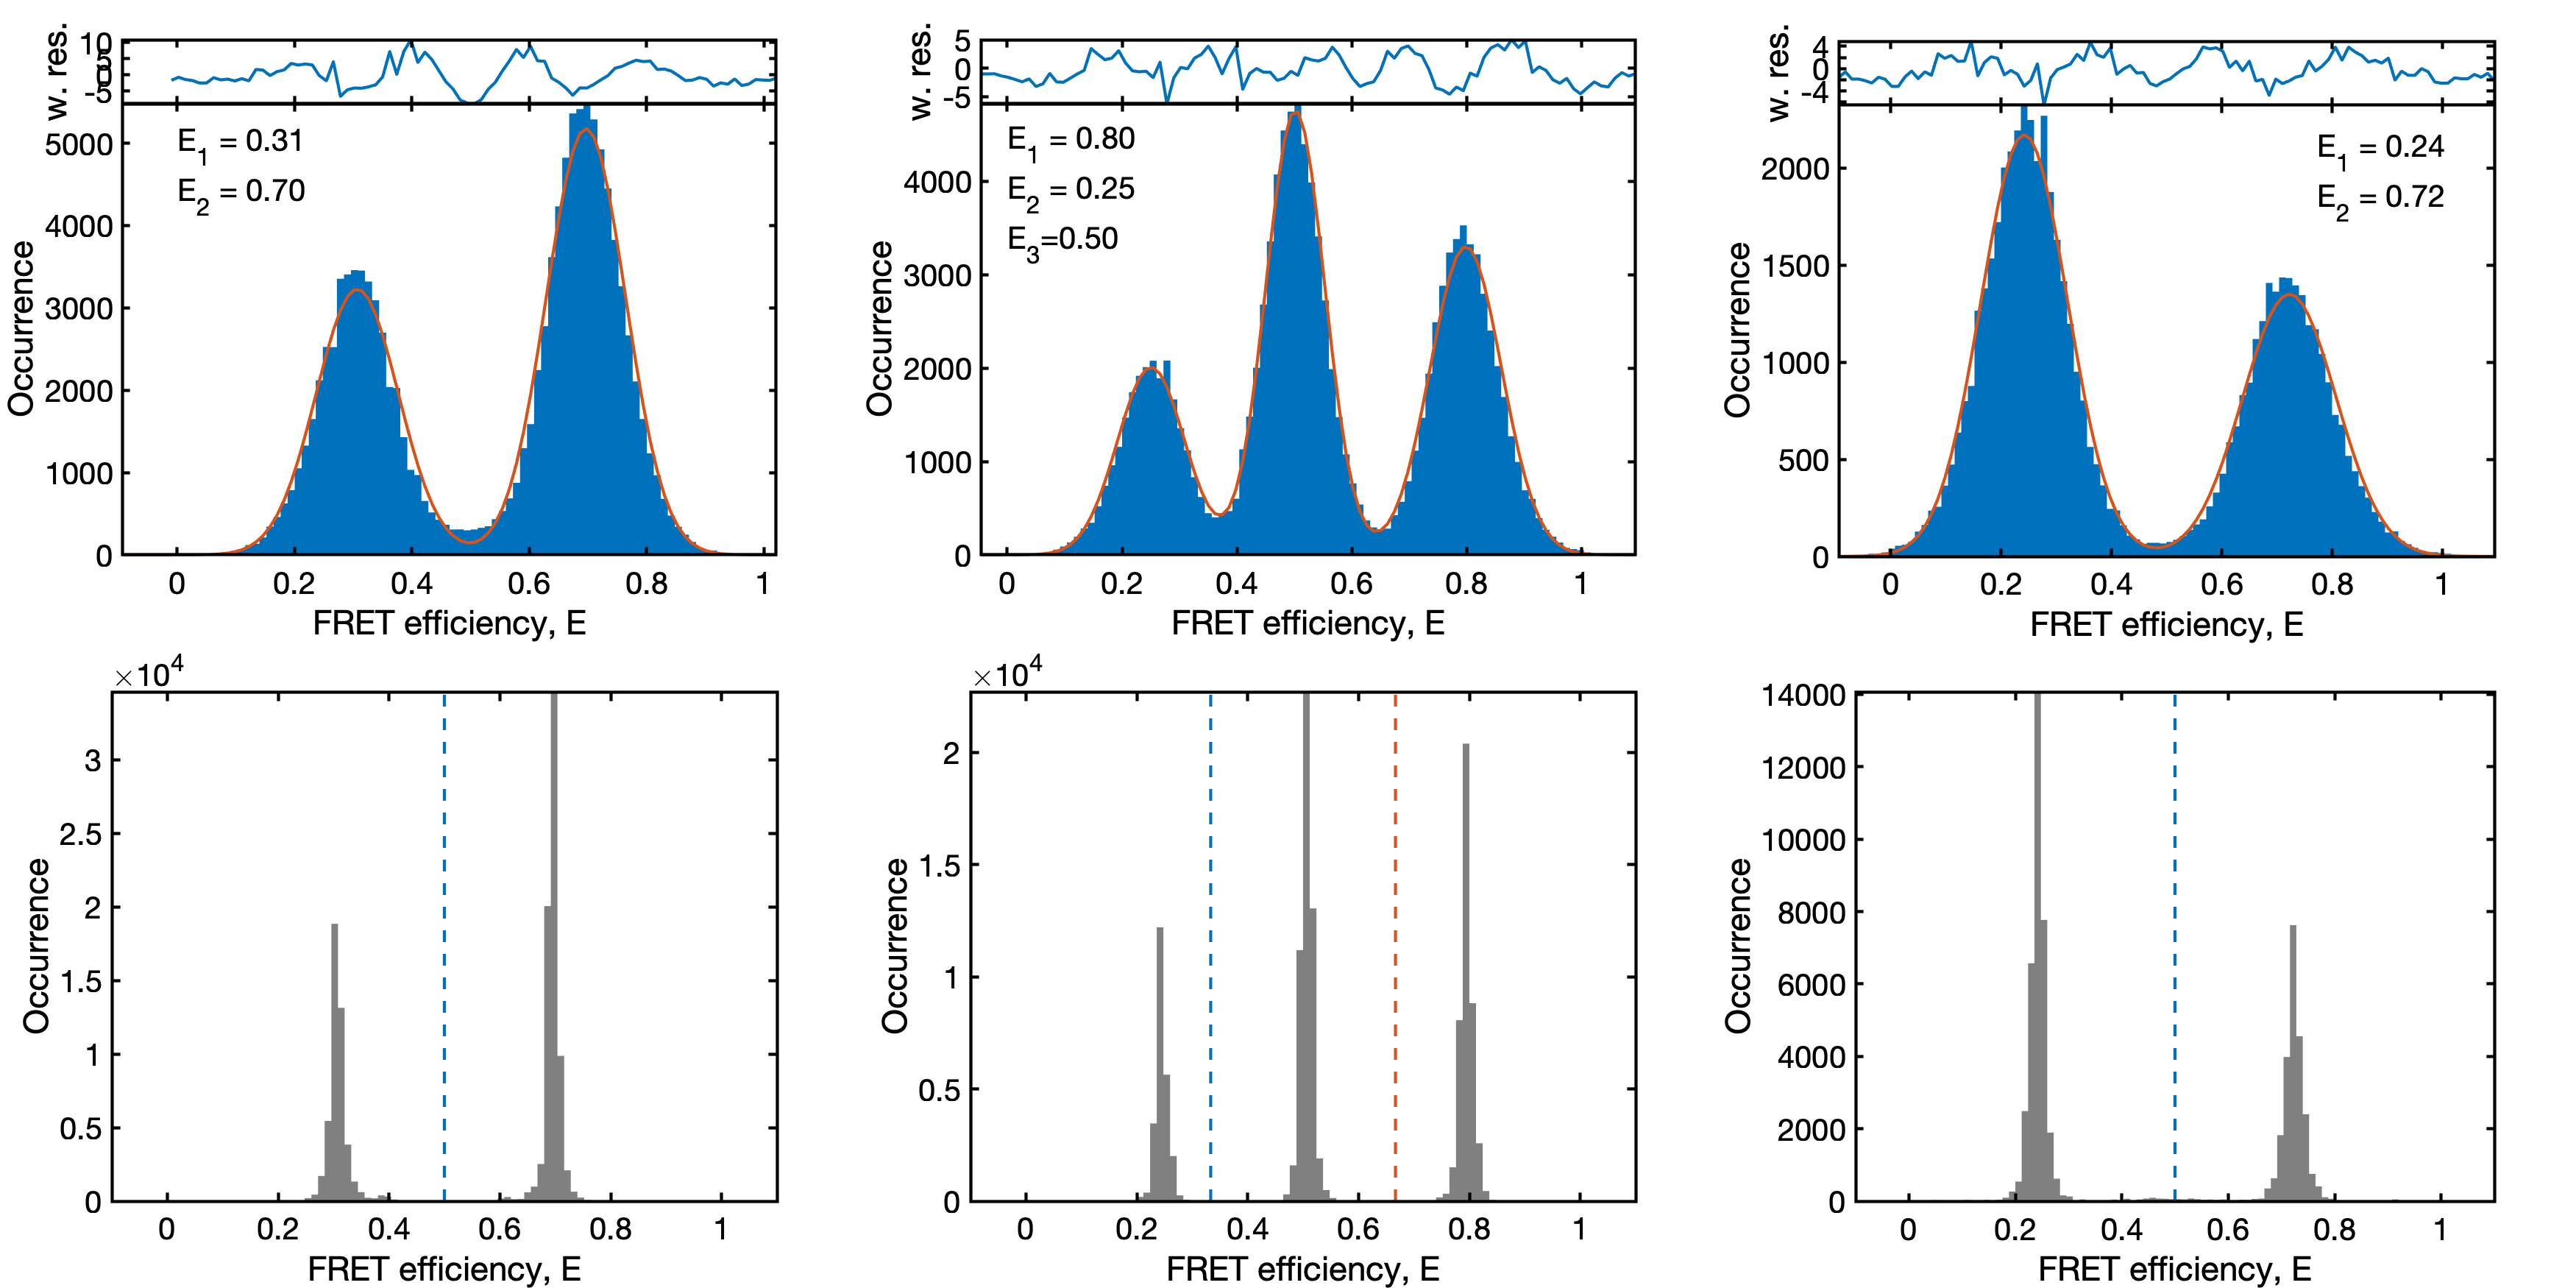 w. res.
10
5
0
-5
E1 = 0.31
E2 = 0.70
5000
4000
3000
2000
1000
0
Occurrence
0 0.2 0.4 0.6 0.8 1
FRET efficiency, E
w. res.
5
0
-5
E1 = 0.80
E2 = 0.25
E3=0.50
4000
3000
2000
1000
0
Occurrence
0 0.2 0.4 0.6 0.8 1
FRET efficiency, E
w. res.
4
0
-4
E1 = 0.24
E2 = 0.72
2000
1500
1000
500
0
Occurrence
0 0.2 0.4 0.6 0.8 1
FRET efficiency, E
×104
3
2.5
2
1.5
1
0.5
0
Occurrence
0 0.2 0.4 0.6 0.8 1
FRET efficiency, E
×104
2
1.5
1
0.5
0
Occurrence
0 0.2 0.4 0.6 0.8 1
FRET efficiency, E
14000
12000
10000
8000
6000
4000
2000
0
Occurrence
0 0.2 0.4 0.6 0.8 1
FRET efficiency, E